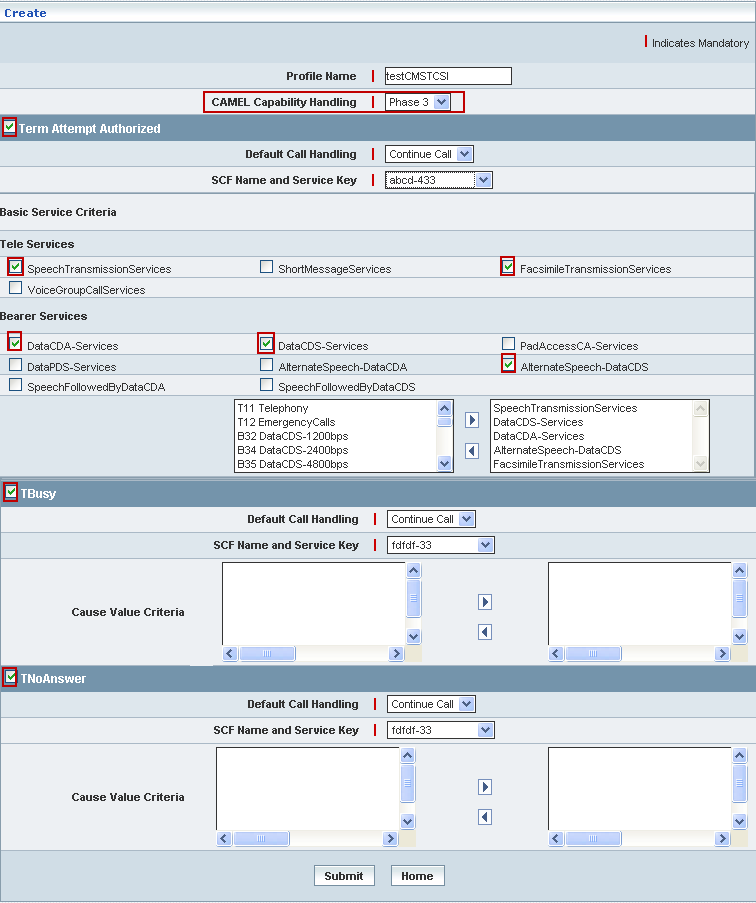 Create
Indicates Mandatory
Profile Name testCMSTCSI
CAMEL Capability Handling Phase 3
Term Attempt Authorized
Default Call Handling Continue Call
SCF Name and Service Key abcd-433
Basic Service Criteria
Tele Services
SpeechTransmissionServices ShortMessageServices FacsimileTransmissionServices
VoiceGroupCallServices
Bearer Services
DataCDA-Services DataCDS-Services PadAccessCA-Services
DataPDS-Services AlternateSpeech-DataCDA AlternateSpeech-DataCDS
SpeechFollowedByDataCDA SpeechFollowedByDataCDS
T11 Telephony SpeechTransmissionServices
T12 EmergencyCalls DataCDS-Services
B32 DataCDS-1200bps DataCDA-Services
B34 DataCDS-2400bps AlternateSpeech-DataCDS
B35 DataCDS-4800bps FacsimileTransmissionServices
TBusy
Default Call Handling Continue Call
SCF Name and Service Key fdfdf-33
Cause Value Criteria
TNoAnswer
Default Call Handling Continue Call
SCF Name and Service Key fdfdf-33
Cause Value Criteria
Submit Home